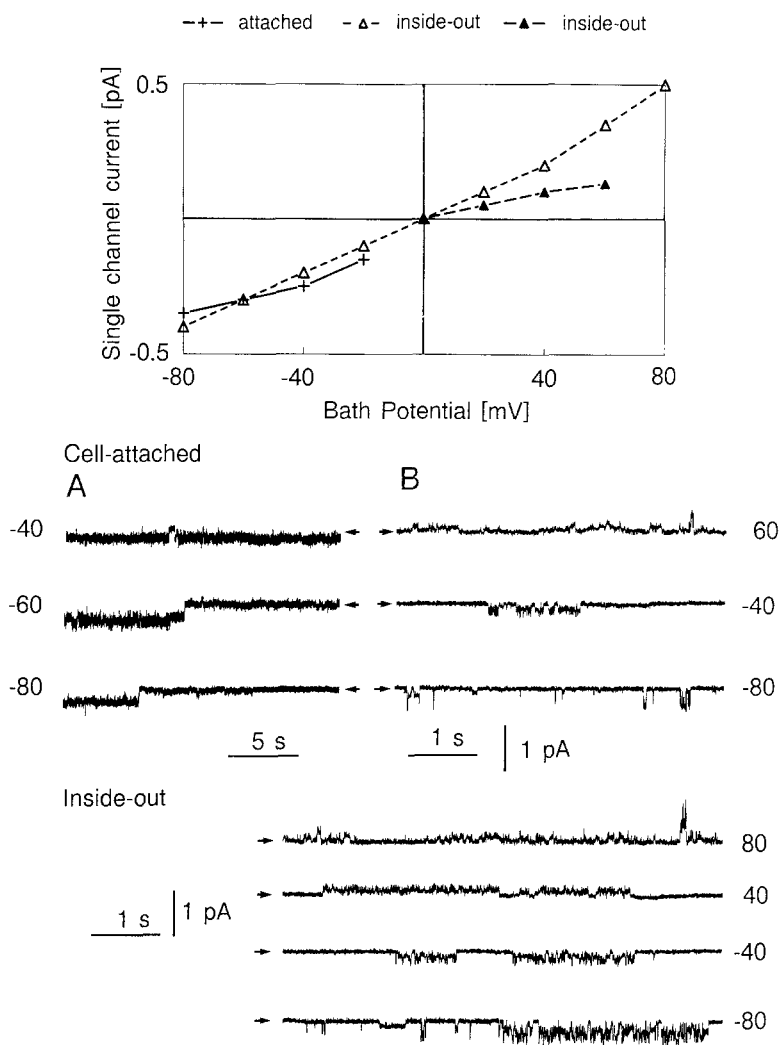 attached inside-out inside-out
Single channel current [pA]
0.5
-0.5
-80 -40 40 80
Bath Potential [mV]
Cell-attached
A B
-40 60
-60 -40
-80 -80
5 s 1 s 1 pA
Inside-out
80
40
1 s 1 pA
-40
-80